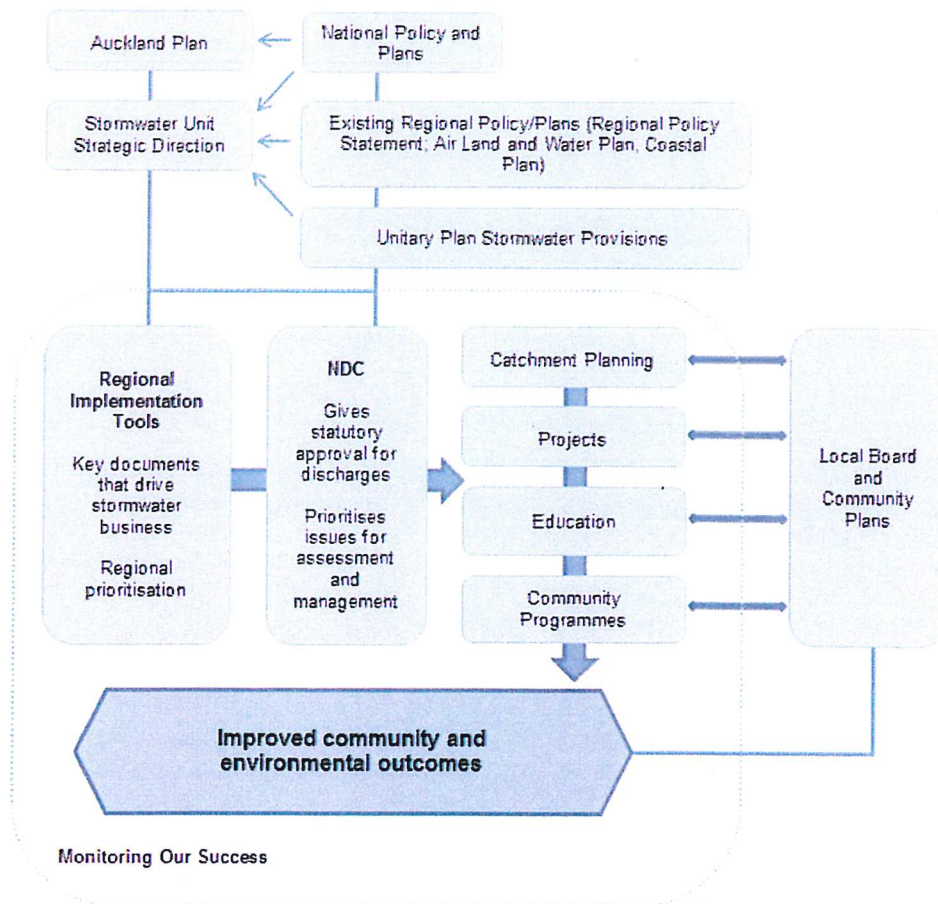 Auckland Plan
National Policy and
Plans
Stormwater Unit
Strategic Direction
Existing Regional Policy/Plans (Regional Policy
Statement; Air Land and Water Plan, Coastal
Plan)
Unitary Plan Stormwater Provisions
Regional
Implementation
Tools
Key documents
that drive
stormwater
business
Regional
prioritisation
NDC
Gives
statutory
approval for
discharges
Prioritises
issues for
assessment
and
management
Catchment Planning
Projects
Education
Community
Programmes
Local Board
and
Community
Plans
Improved community and
environmental outcomes
Monitoring Our Success